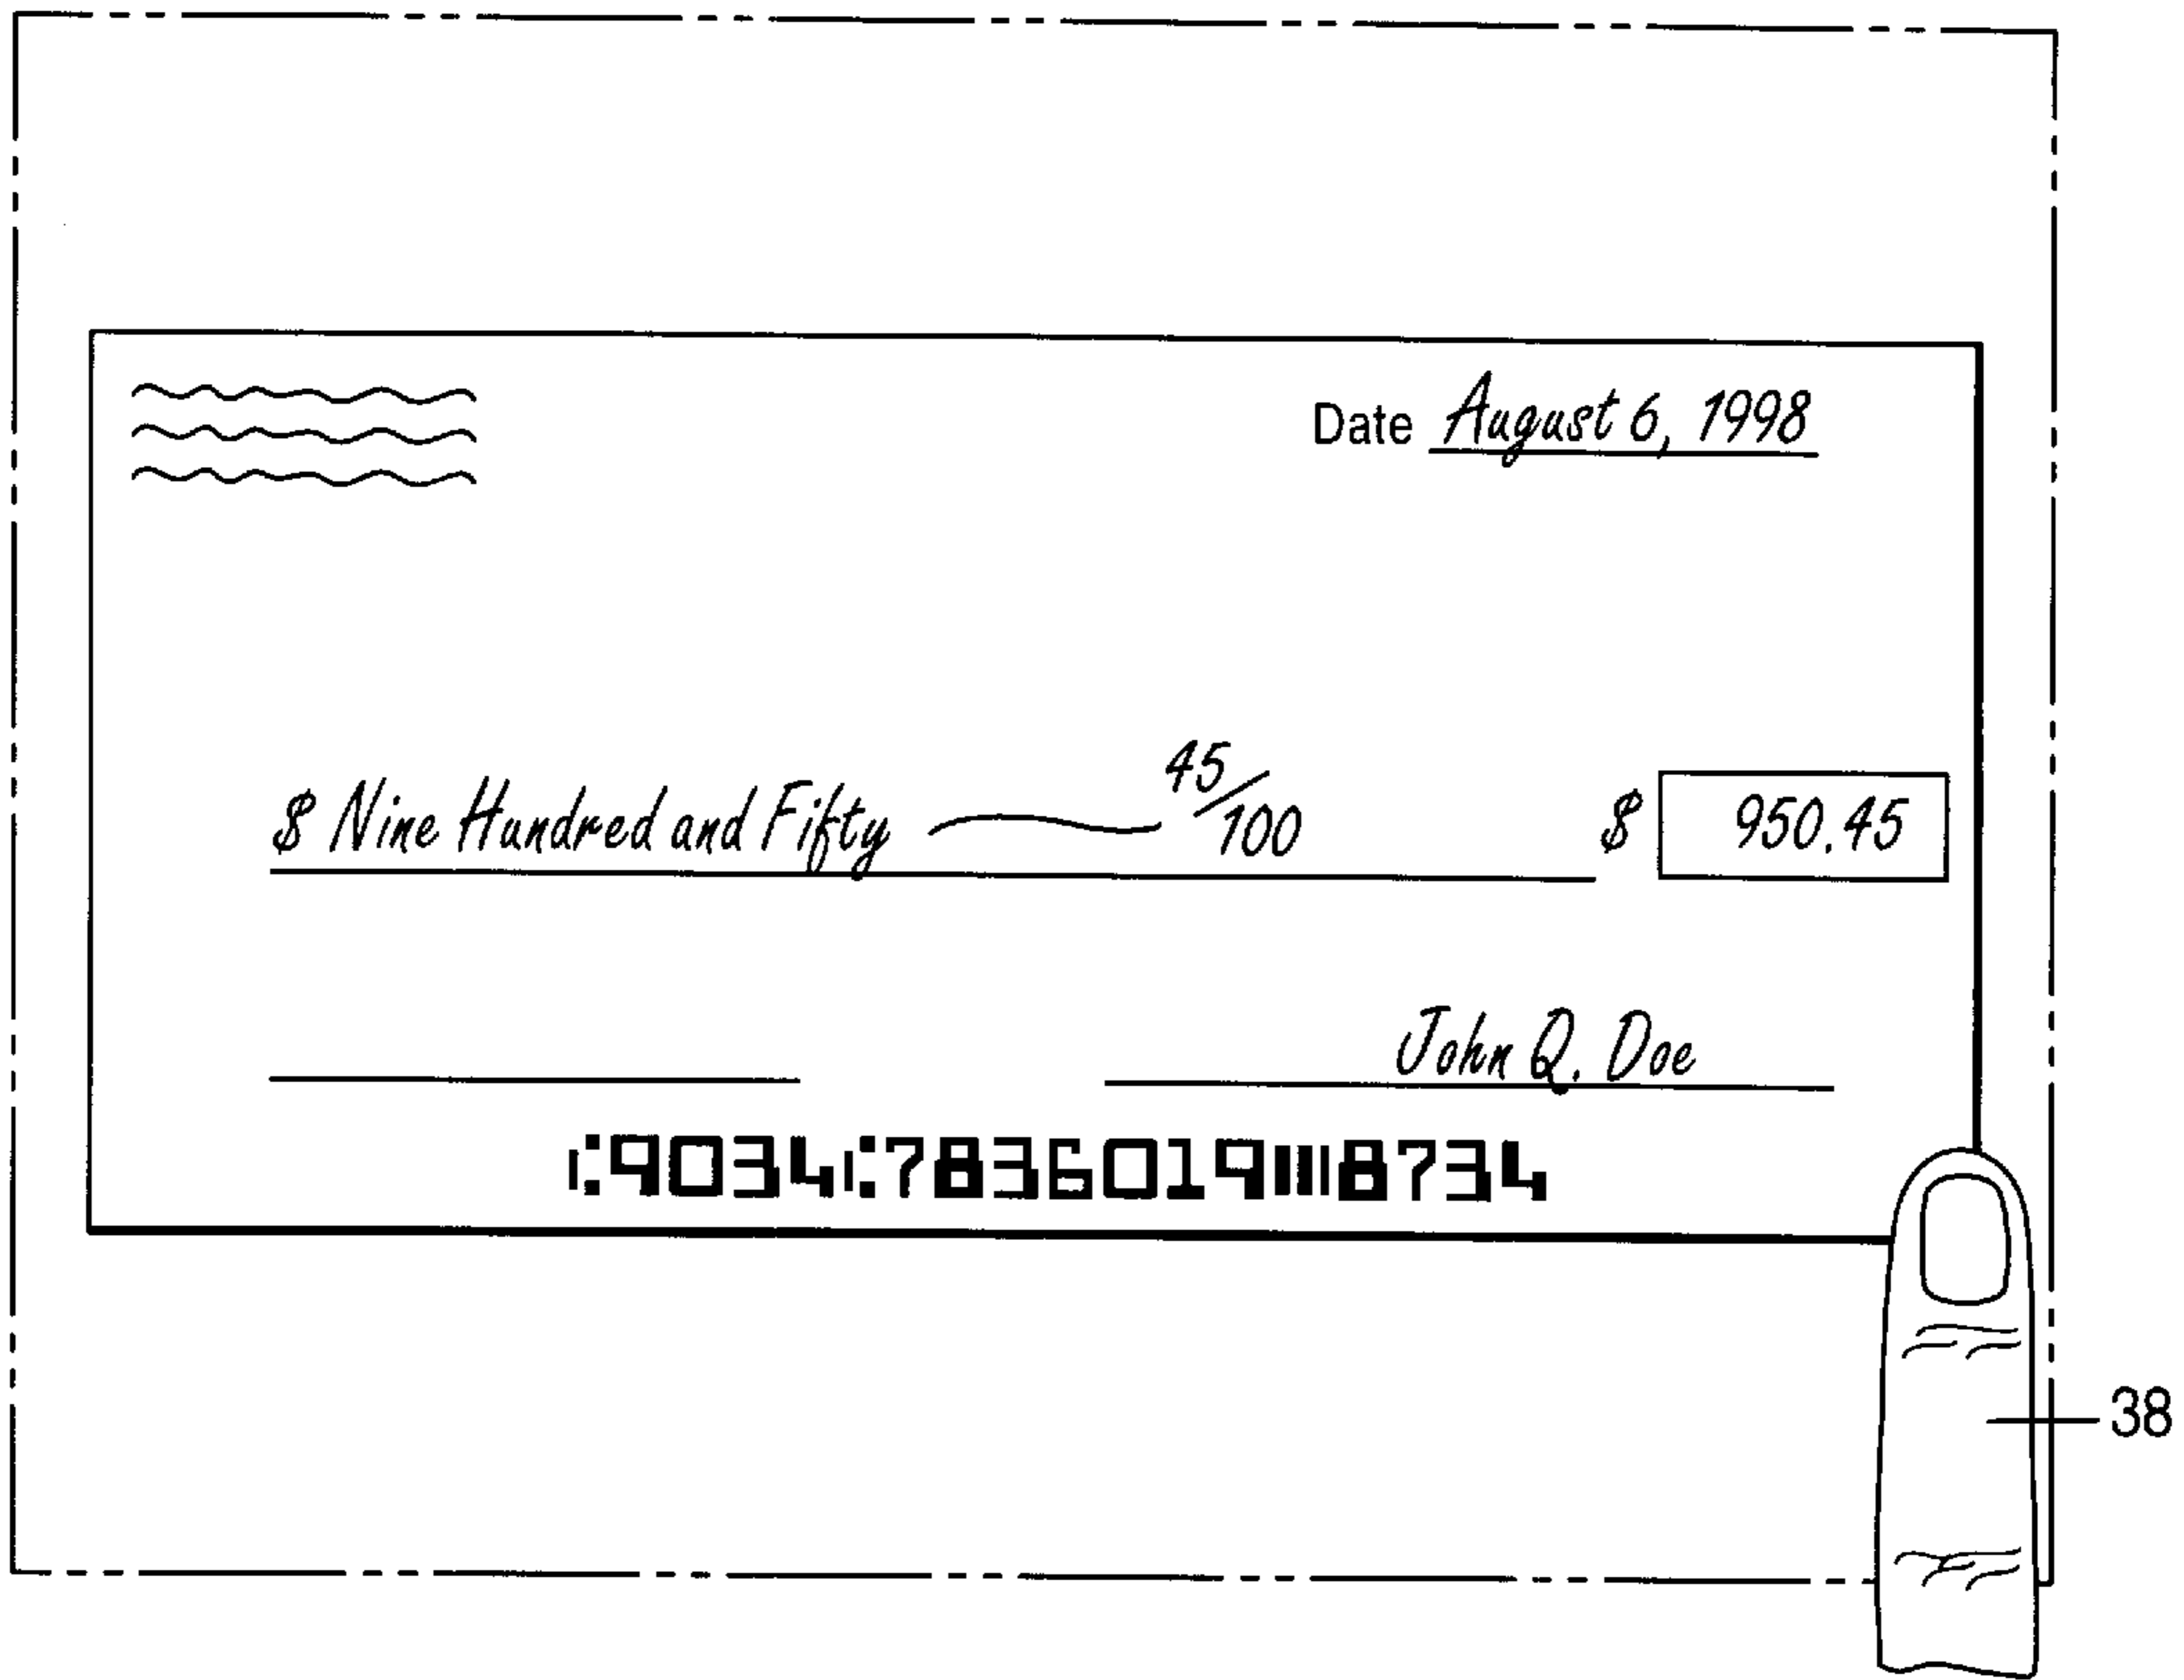 Date August 6, 1998
$ Nine Hundred and Fifty 45/100 $ 950.45
John Q. Doe
⑆9034⑆7836019⑈8734
38